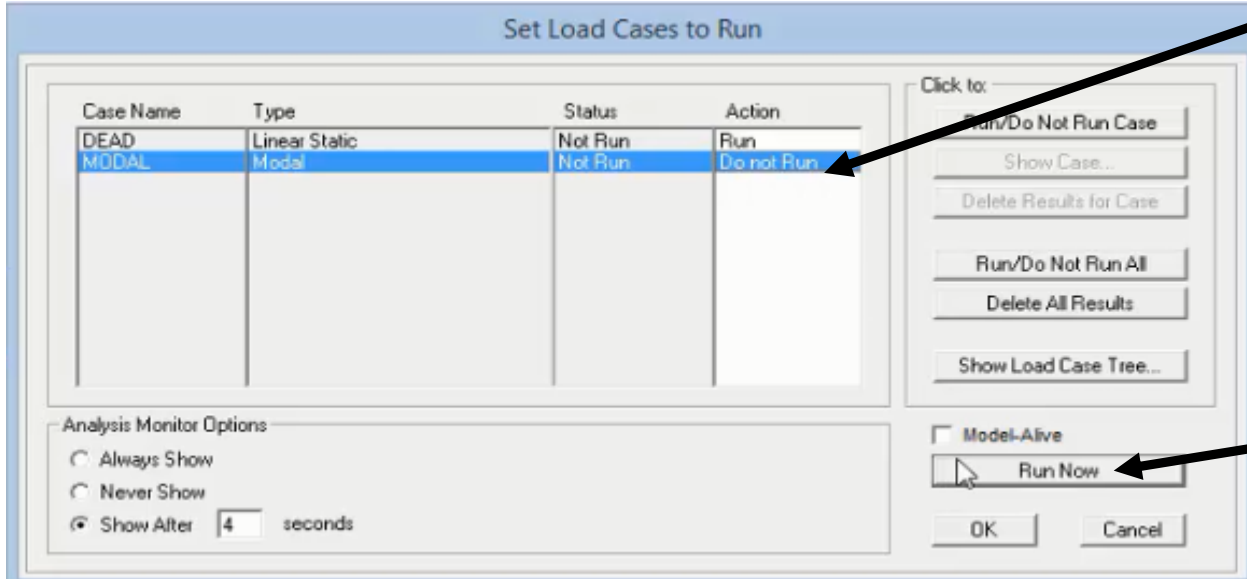 Set Load Cases to Run
Click to:
Case Name Type Status Action
DEAD Linear Static Not Run Run
MODAL Modal Not Run Do not Run
Run/Do Not Run Case
Show Case...
Delete Results for Case
Run/Do Not Run All
Delete All Results
Show Load Case Tree...
Analysis Monitor Options
Always Show
Never Show
Show After 4 seconds
Model-Alive
Run Now
OK Cancel